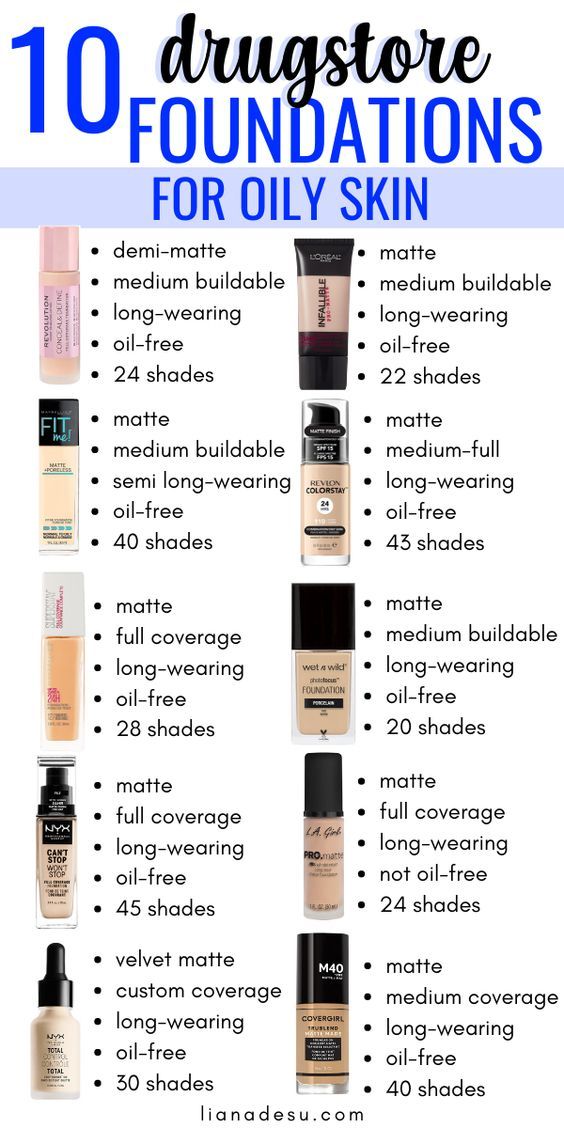 10 drugstore
FOUNDATIONS
FOR OILY SKIN
REVOLUTION
CONCEAL&DEFINE
• demi-matte
• medium buildable
• long-wearing
• oil-free
• 24 shades
L'ORÉAL
INFALLIBLE
PRO-MATTE
• matte
• medium buildable
• long-wearing
• oil-free
• 22 shades
MAYBELLINE
FIT
me!
MATTE
+PORELESS
• matte
• medium buildable
• semi long-wearing
• oil-free
• 40 shades
MATTE FINISH
SPF 15
FPS 15
REVLON
COLORSTAY™
24
• matte
• medium-full
• long-wearing
• oil-free
• 43 shades
SUPERSTAY
24H
• matte
• full coverage
• long-wearing
• oil-free
• 28 shades
wet n wild®
photofocus™
FOUNDATION
PORCELAIN
• matte
• medium buildable
• long-wearing
• oil-free
• 20 shades
NYX
CAN'T
STOP
WON'T
STOP
FULL COVERAGE
FOUNDATION
• matte
• full coverage
• long-wearing
• oil-free
• 45 shades
L.A. Girl
PRO.matte
• matte
• full coverage
• long-wearing
• not oil-free
• 24 shades
NYX
TOTAL
CONTROL
CONTRÔLE
TOTAL
• velvet matte
• custom coverage
• long-wearing
• oil-free
• 30 shades
M40
COVERGIRL
TRUBLEND
MATTE MADE
• matte
• medium coverage
• long-wearing
• oil-free
• 40 shades
lianadesu.com